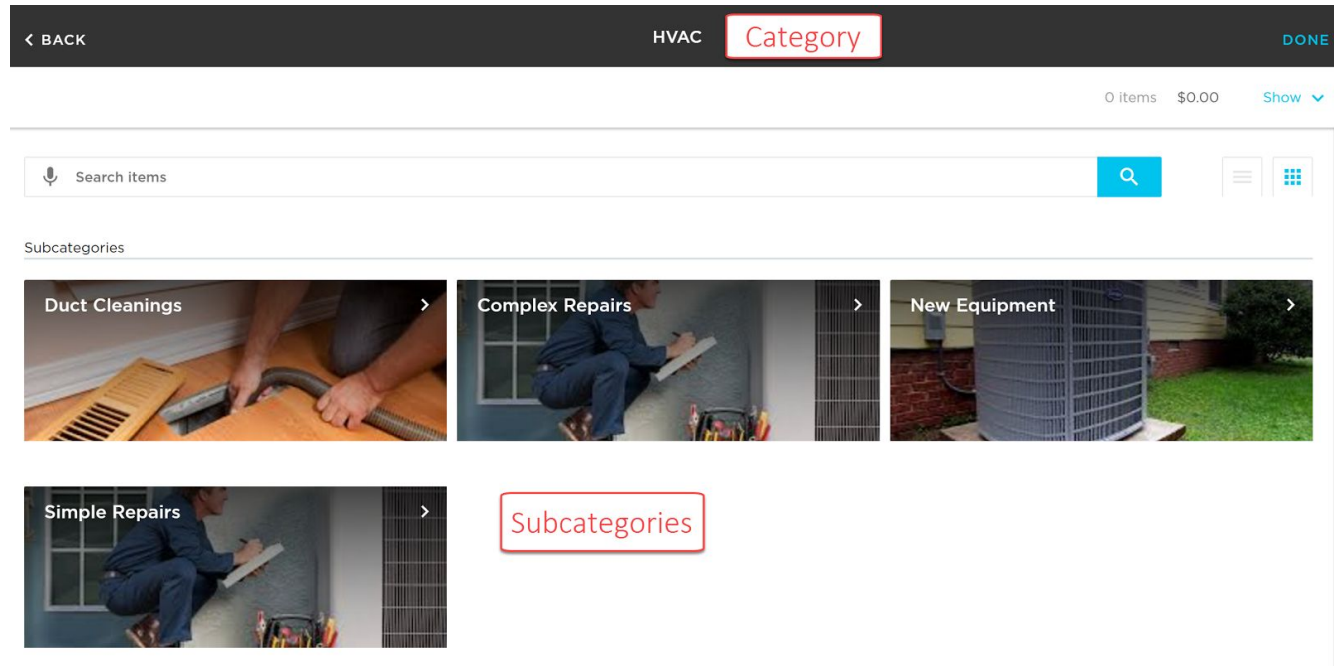 BACK HVAC Category DONE
0 items $0.00 Show
Search items
Subcategories
Duct Cleanings Complex Repairs New Equipment
Simple Repairs
Subcategories